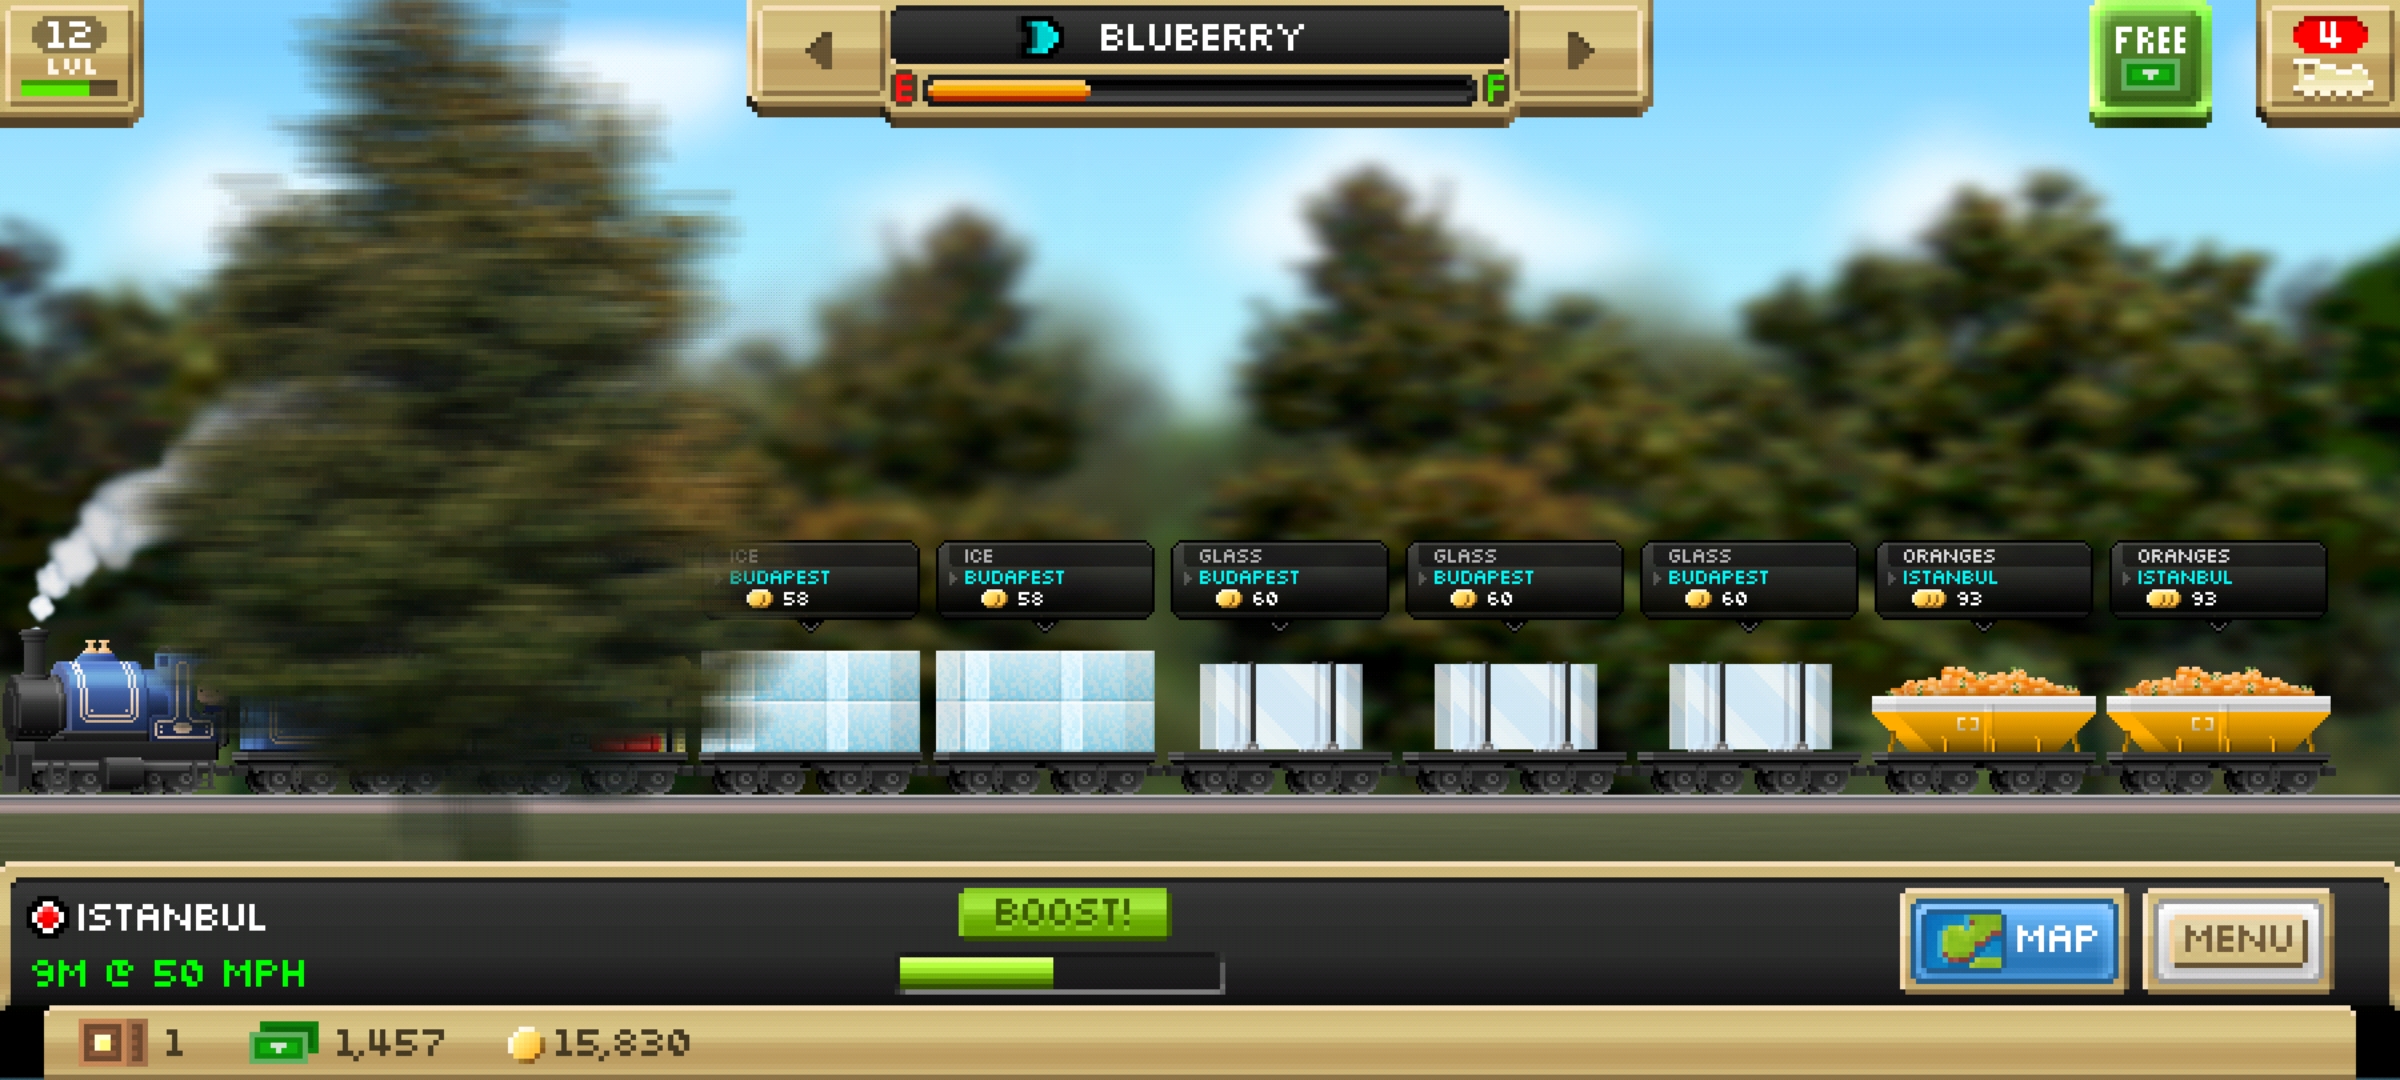 12
LVL
BLUBERRY
E F
FREE
4
ICE
BUDAPEST
58
ICE
BUDAPEST
58
GLASS
BUDAPEST
60
GLASS
BUDAPEST
60
GLASS
BUDAPEST
60
ORANGES
ISTANBUL
93
ORANGES
ISTANBUL
93
ISTANBUL
9M @ 50 MPH
BOOST!
MAP
MENU
1 1,457 15,830